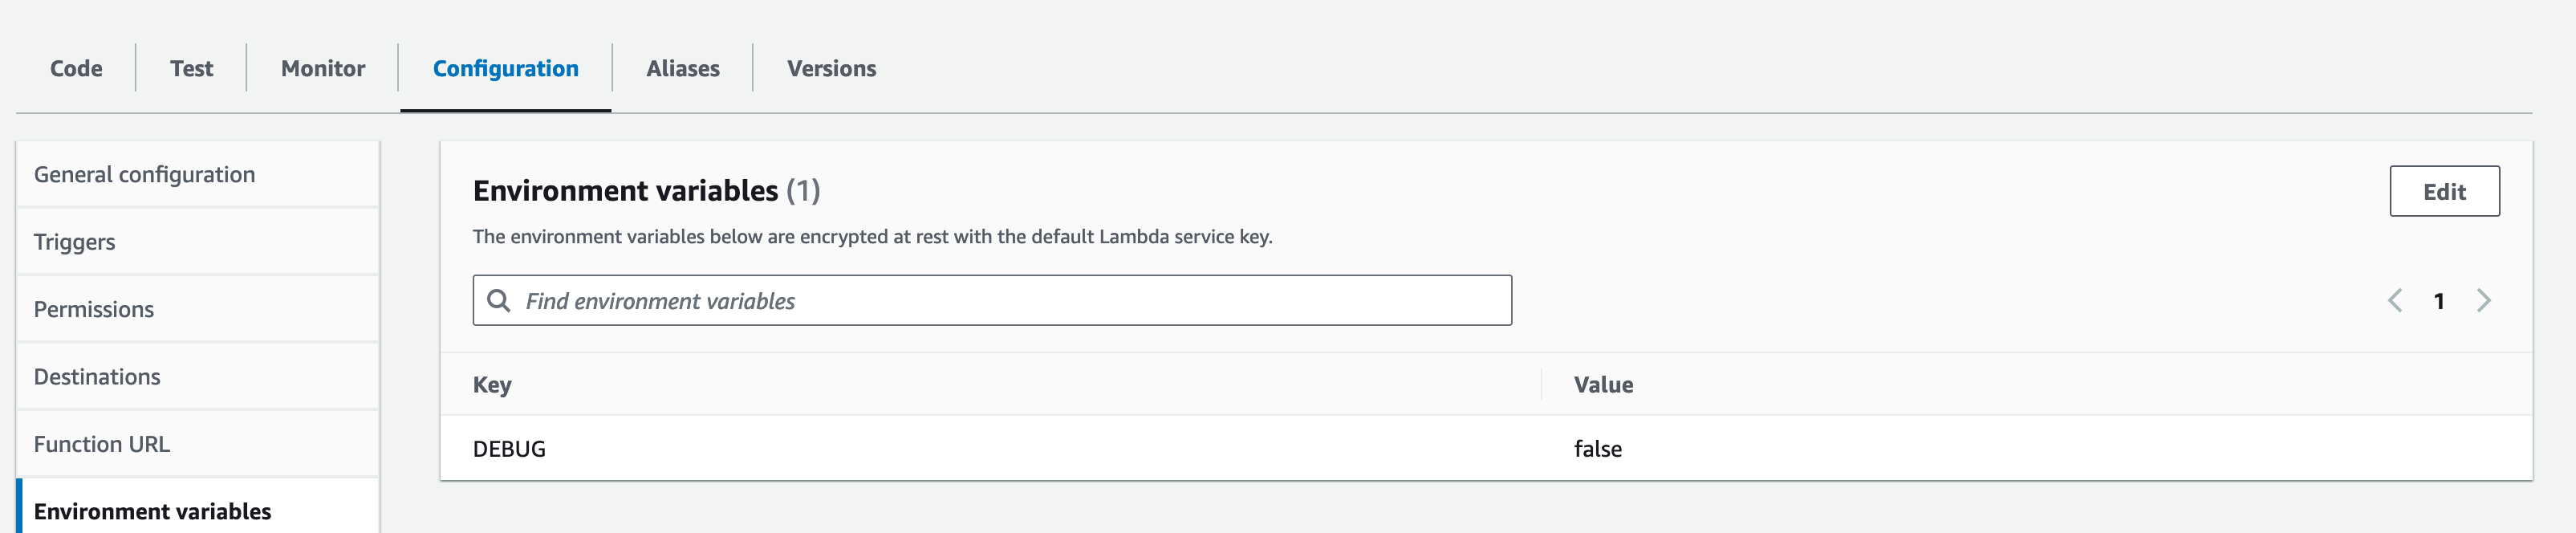 Code Test Monitor Configuration Aliases Versions
General configuration
Triggers
Permissions
Destinations
Function URL
Environment variables
Environment variables (1)
Edit
The environment variables below are encrypted at rest with the default Lambda service key.
Find environment variables
1
Key Value
DEBUG false